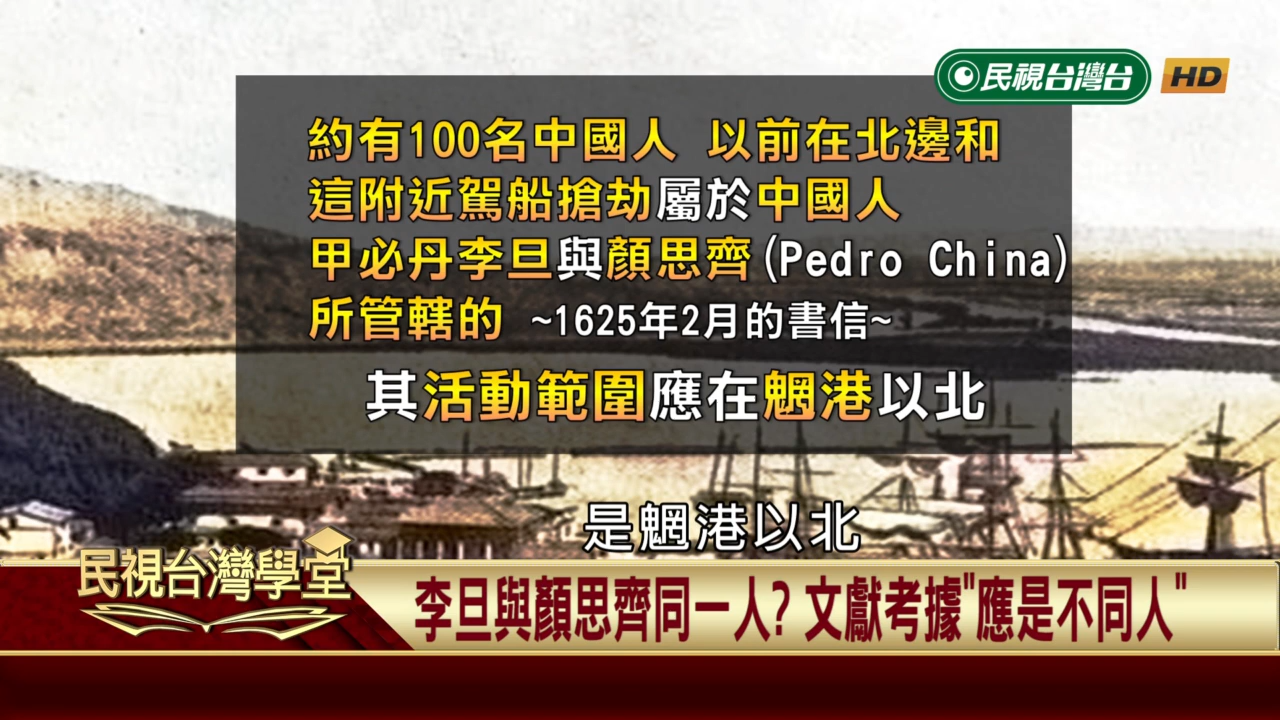 民視台灣台 HD
約有100名中國人 以前在北邊和
這附近駕船搶劫屬於中國人
甲必丹李旦與顏思齊(Pedro China)
所管轄的 ~1625年2月的書信~
其活動範圍應在魍港以北
是魍港以北
民視台灣學堂
李旦與顏思齊同一人? 文獻考據"應是不同人"